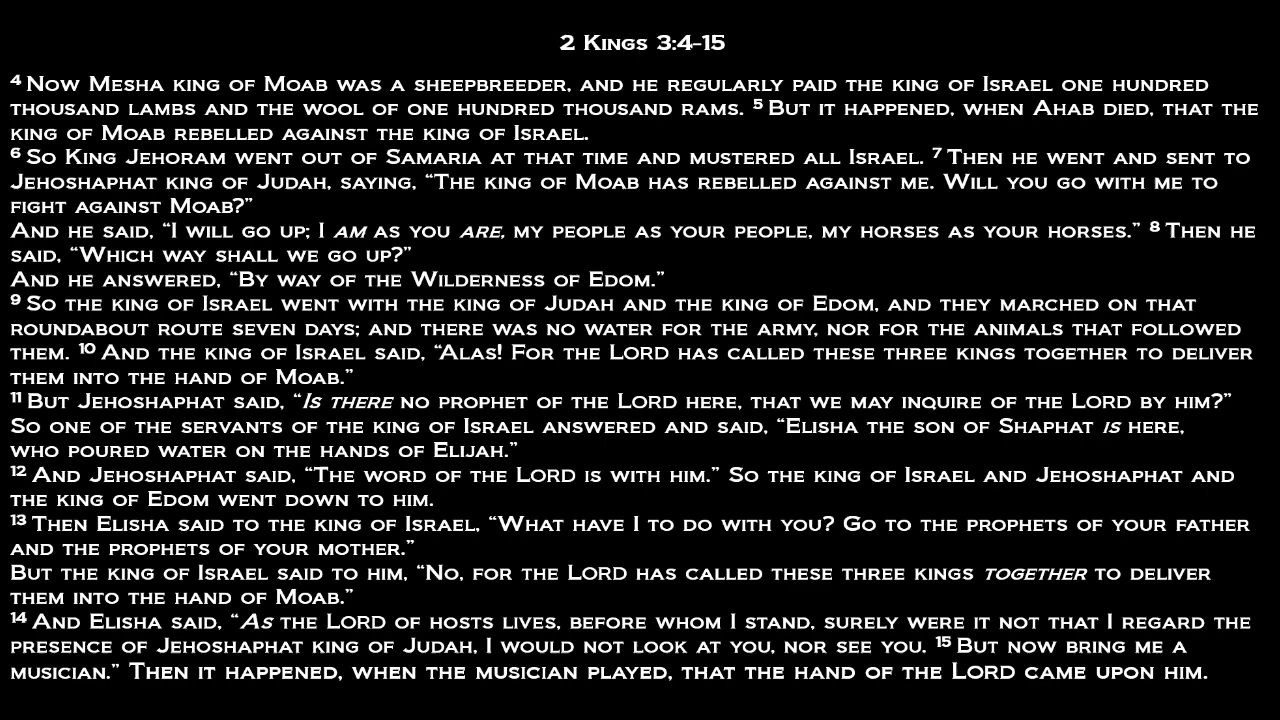 2 Kings 3:4-15
4 Now Mesha king of Moab was a sheepbreeder, and he regularly paid the king of Israel one hundred
thousand lambs and the wool of one hundred thousand rams. 5 But it happened, when Ahab died, that the
king of Moab rebelled against the king of Israel.
6 So King Jehoram went out of Samaria at that time and mustered all Israel. 7 Then he went and sent to
Jehoshaphat king of Judah, saying, “The king of Moab has rebelled against me. Will you go with me to
fight against Moab?”
And he said, “I will go up; I am as you are, my people as your people, my horses as your horses.” 8 Then he
said, “Which way shall we go up?”
And he answered, “By way of the Wilderness of Edom.”
9 So the king of Israel went with the king of Judah and the king of Edom, and they marched on that
roundabout route seven days; and there was no water for the army, nor for the animals that followed
them. 10 And the king of Israel said, “Alas! For the LORD has called these three kings together to deliver
them into the hand of Moab.”
11 But Jehoshaphat said, “Is there no prophet of the LORD here, that we may inquire of the LORD by him?”
So one of the servants of the king of Israel answered and said, “Elisha the son of Shaphat is here,
who poured water on the hands of Elijah.”
12 And Jehoshaphat said, “The word of the LORD is with him.” So the king of Israel and Jehoshaphat and
the king of Edom went down to him.
13 Then Elisha said to the king of Israel, “What have I to do with you? Go to the prophets of your father
and the prophets of your mother.”
But the king of Israel said to him, “No, for the LORD has called these three kings together to deliver
them into the hand of Moab.”
14 And Elisha said, “As the LORD of hosts lives, before whom I stand, surely were it not that I regard the
presence of Jehoshaphat king of Judah, I would not look at you, nor see you. 15 But now bring me a
musician.” Then it happened, when the musician played, that the hand of the LORD came upon him.